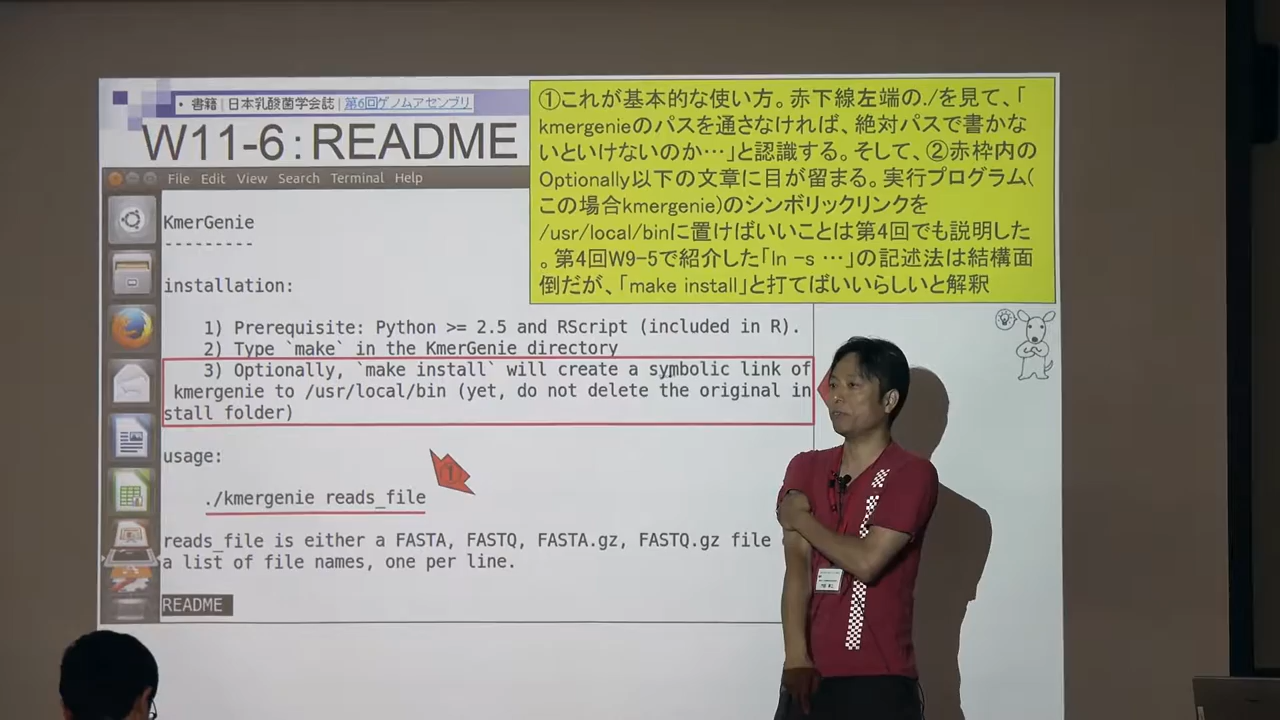 • 書籍 | 日本乳酸菌学会誌 | 第6回ゲノムアセンブリ
W11-6：README
①これが基本的な使い方。赤下線左端の./を見て、「
kmergenieのパスを通さなければ、絶対パスで書かな
いといけないのか…」と認識する。そして、②赤枠内の
Optionally以下の文章に目が留まる。実行プログラム(
この場合kmergenie)のシンボリックリンクを
/usr/local/binに置けばいいことは第4回でも説明した
。第4回W9-5で紹介した「ln -s …」の記述法は結構面
倒だが、「make install」と打てばいいらしいと解釈
File Edit View Search Terminal Help
KmerGenie
---------
installation:
1) Prerequisite: Python >= 2.5 and RScript (included in R).
2) Type `make` in the KmerGenie directory
3) Optionally, `make install` will create a symbolic link of
kmergenie to /usr/local/bin (yet, do not delete the original in
stall folder)
usage:
①
./kmergenie reads_file
reads_file is either a FASTA, FASTQ, FASTA.gz, FASTQ.gz file
a list of file names, one per line.
README